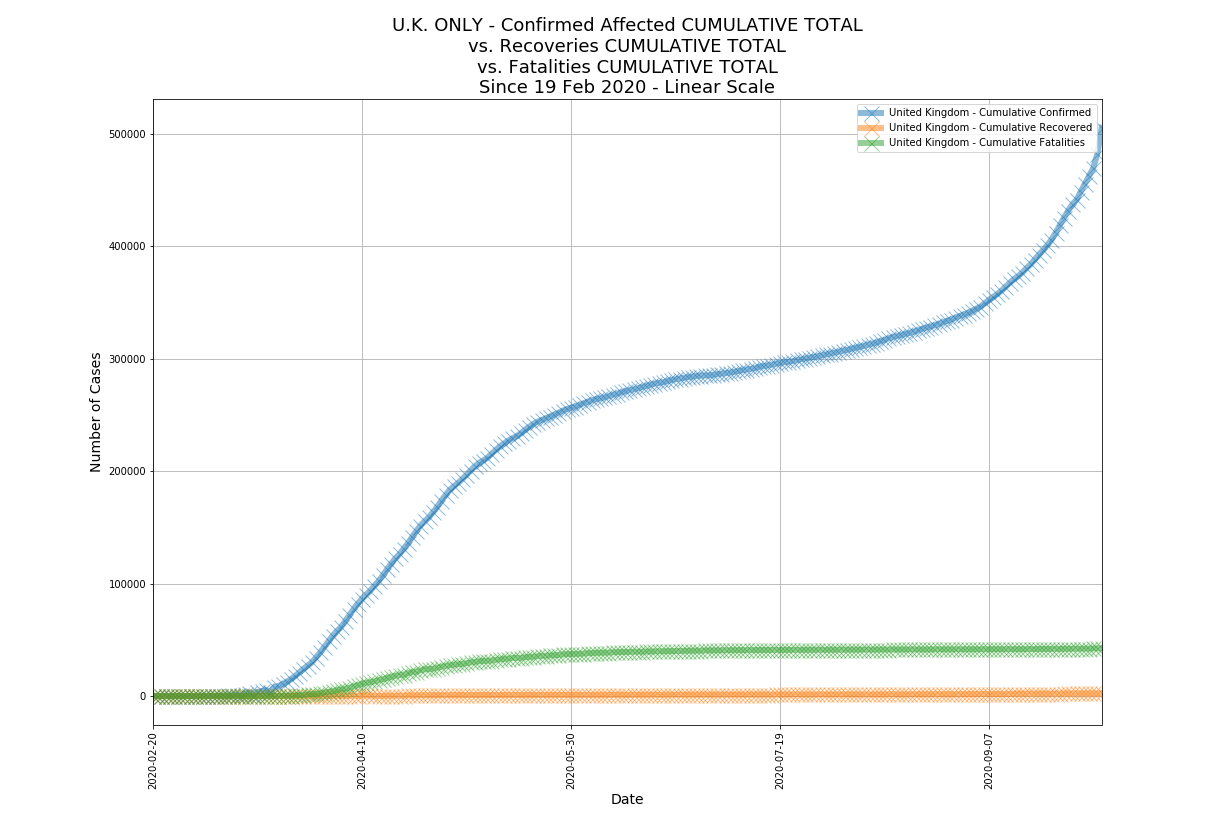 U.K. ONLY - Confirmed Affected CUMULATIVE TOTAL
vs. Recoveries CUMULATIVE TOTAL
vs. Fatalities CUMULATIVE TOTAL
Since 19 Feb 2020 - Linear Scale
United Kingdom - Cumulative Confirmed
United Kingdom - Cumulative Recovered
United Kingdom - Cumulative Fatalities
Number of Cases
500000
400000
300000
200000
100000
0
2020-02-20
2020-04-10
2020-05-30
2020-07-19
2020-09-07
Date